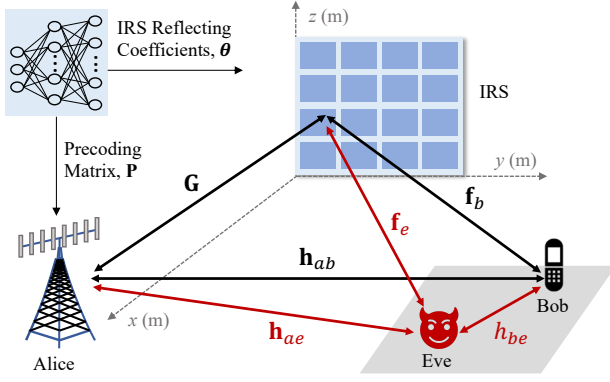 IRS Reflecting
Coefficients, θ
z (m)
IRS
Precoding
Matrix, P
y (m)
G
f_b
f_e
h_ab
x (m)
Bob
h_ae
h_be
Alice
Eve